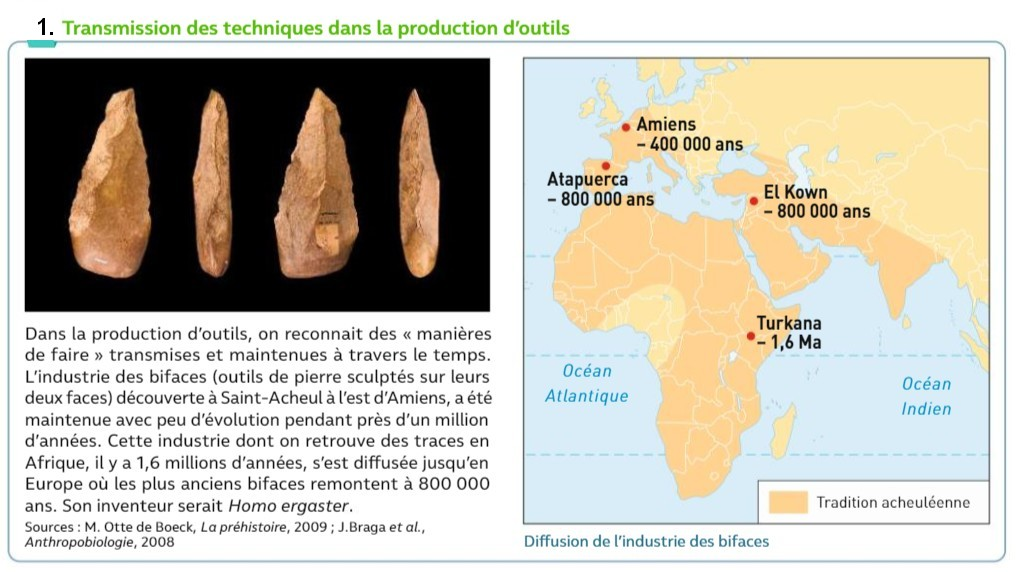 1. Transmission des techniques dans la production d'outils
Dans la production d'outils, on reconnait des « manières
de faire » transmises et maintenues à travers le temps.
L'industrie des bifaces (outils de pierre sculptés sur leurs
deux faces) découverte à Saint-Acheul à l'est d'Amiens, a été
maintenue avec peu d'évolution pendant près d'un million
d'années. Cette industrie dont on retrouve des traces en
Afrique, il y a 1,6 millions d'années, s'est diffusée jusqu'en
Europe où les plus anciens bifaces remontent à 800 000
ans. Son inventeur serait Homo ergaster.
Sources : M. Otte de Boeck, La préhistoire, 2009 ; J.Braga et al.,
Anthropobiologie, 2008
Amiens
– 400 000 ans
Atapuerca
– 800 000 ans
El Kown
– 800 000 ans
Turkana
– 1,6 Ma
Océan
Atlantique
Océan
Indien
Tradition acheuléenne
Diffusion de l'industrie des bifaces